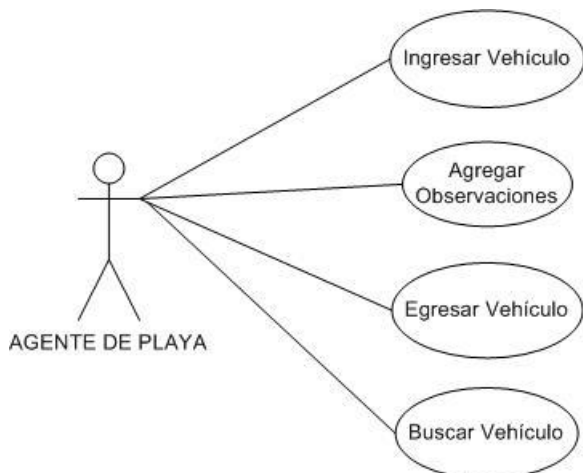 Ingresar Vehículo
Agregar
Observaciones
Egresar Vehículo
AGENTE DE PLAYA
Buscar Vehículo